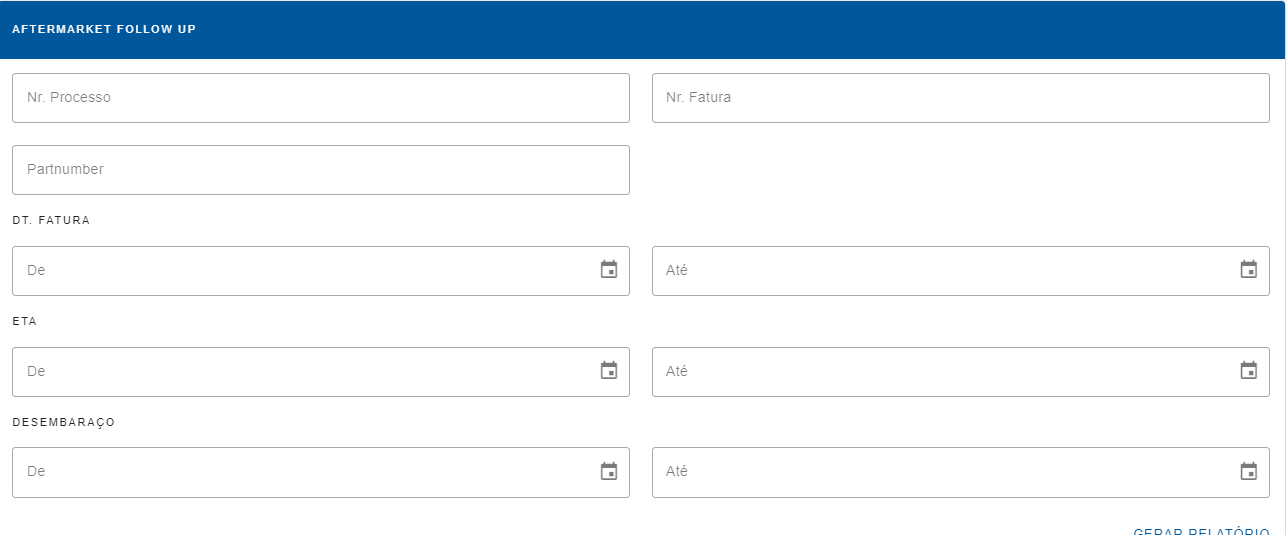 AFTERMARKET FOLLOW UP
Nr. Processo
Nr. Fatura
Partnumber
DT. FATURA
De
Até
ETA
De
Até
DESEMBARAÇO
De
Até
GERAR RELATÓRIO